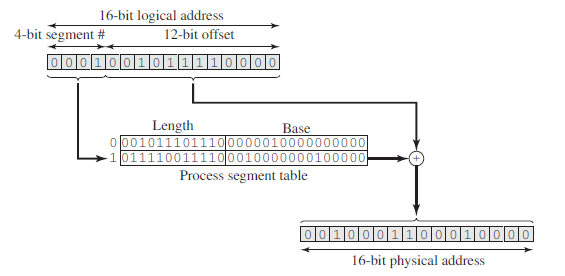 16-bit logical address
4-bit segment # 12-bit offset
0 0 0 1 0 0 1 0 1 1 1 1 0 0 0 0
Length Base
0 001011101110 0000010000000000
1 011110011110 0010000000100000
+
Process segment table
0 0 1 0 0 0 1 1 0 0 0 1 0 0 0 0
16-bit physical address